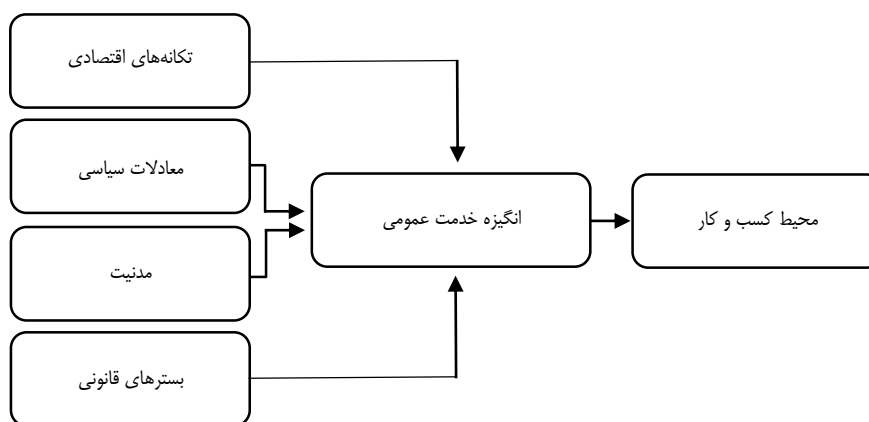 تکانه‌های اقتصادی
معادلات سیاسی
مدنیت
بسترهای قانونی
انگیزه خدمت عمومی
محیط کسب و کار